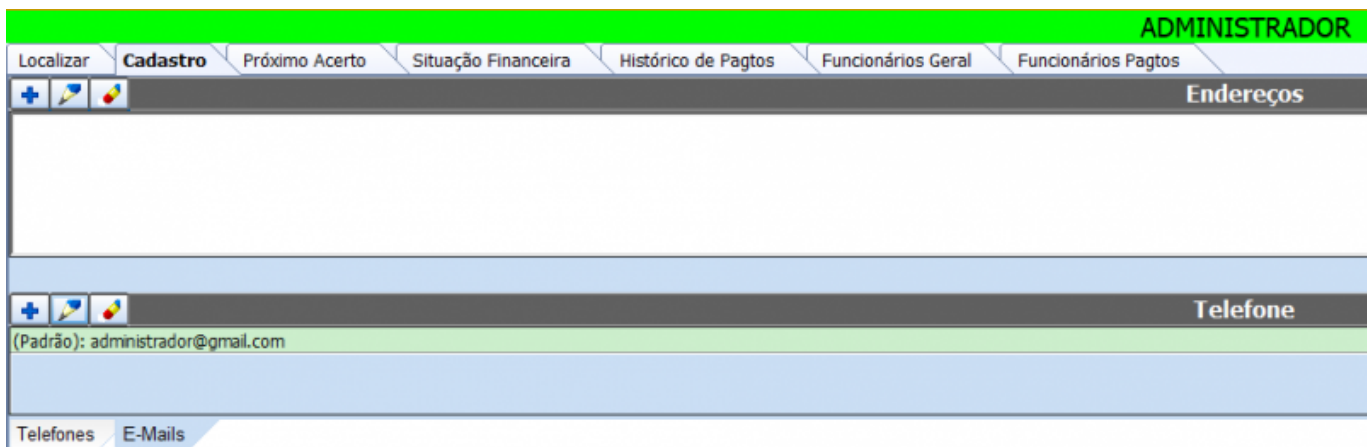 ADMINISTRADOR
Localizar Cadastro Próximo Acerto Situação Financeira Histórico de Pagtos Funcionários Geral Funcionários Pagtos
Endereços
Telefone
(Padrão): administrador@gmail.com
Telefones E-Mails